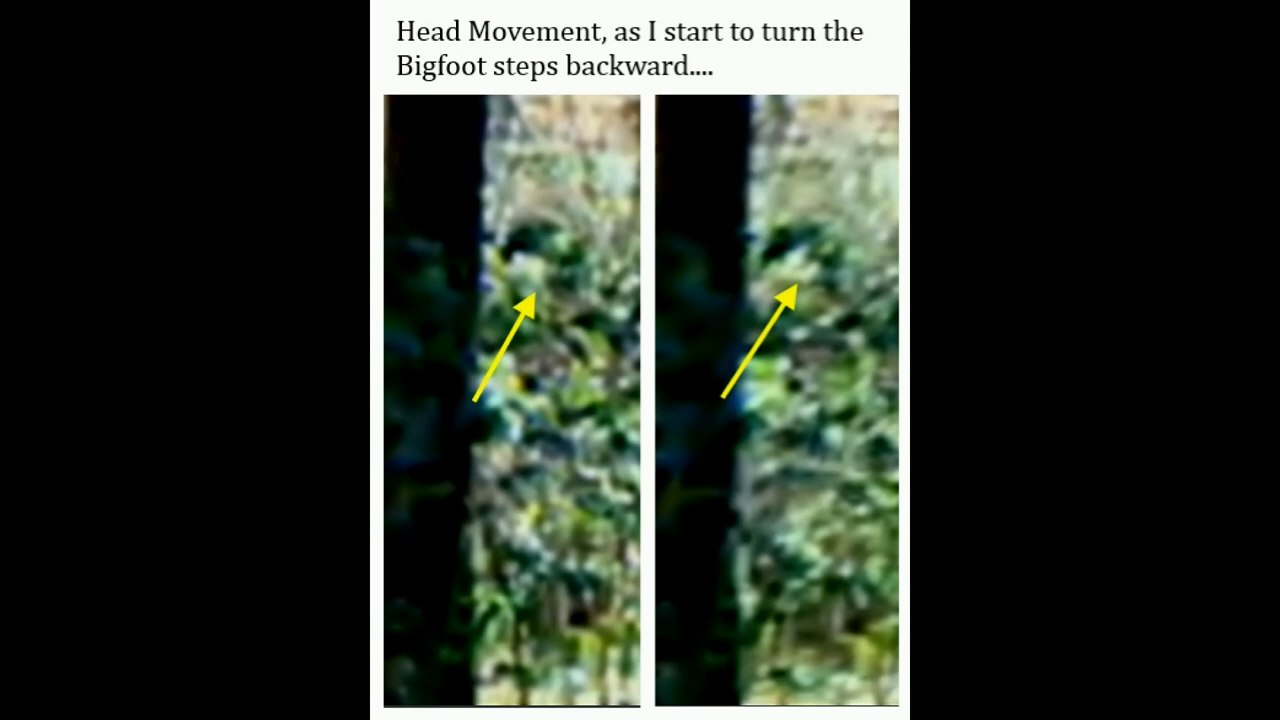 Head Movement, as I start to turn the
Bigfoot steps backward....